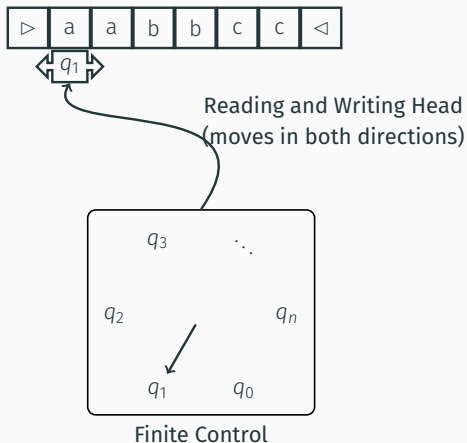 ▷ a a b b c c ◁
q₁
Reading and Writing Head
(moves in both directions)
q₃ ⋱
q₂ qₙ
q₁ q₀
Finite Control